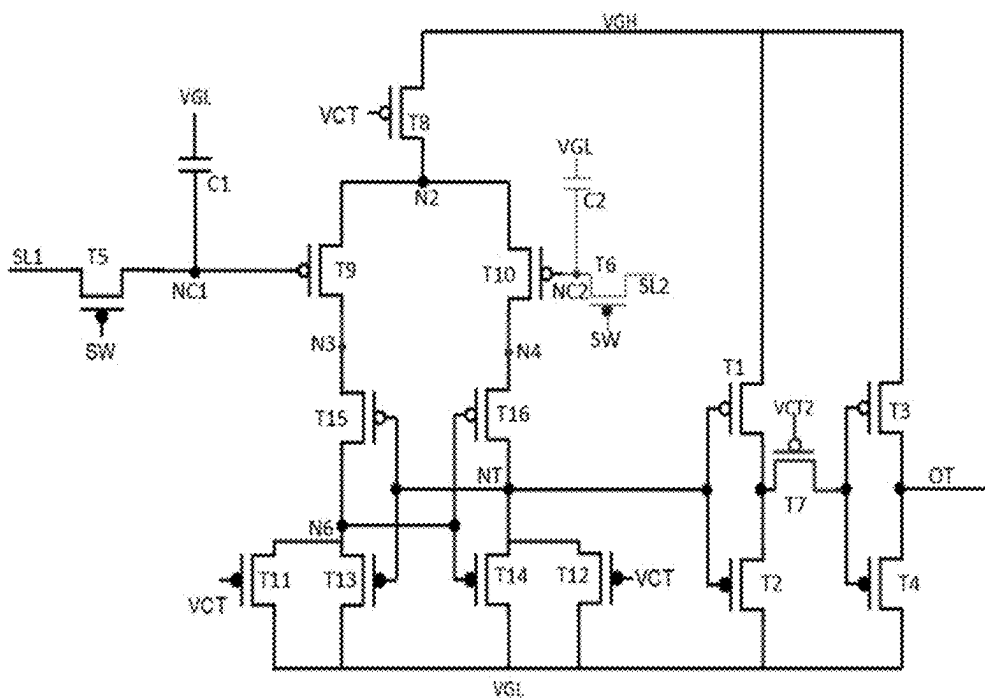 VGH
VGL
VCT
T8
VGL
C1
C2
N2
SL1
T5
T9
T10
T6
NC1
NC2
SL2
SW
SW
N3
N4
T1
T15
T16
VCT2
T3
NT
OT
T7
N6
T11
T13
T14
T12
VCT
T2
T4
VCT
VGL